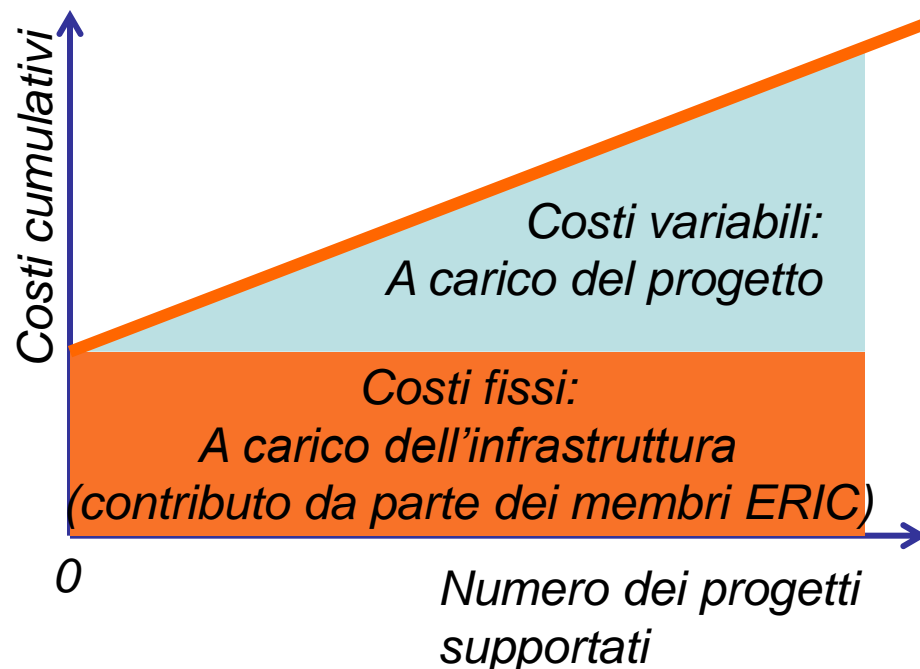 Costi cumulativi
Costi variabili:
A carico del progetto
Costi fissi:
A carico dell’infrastruttura
(contributo da parte dei membri ERIC)
0
Numero dei progetti
supportati